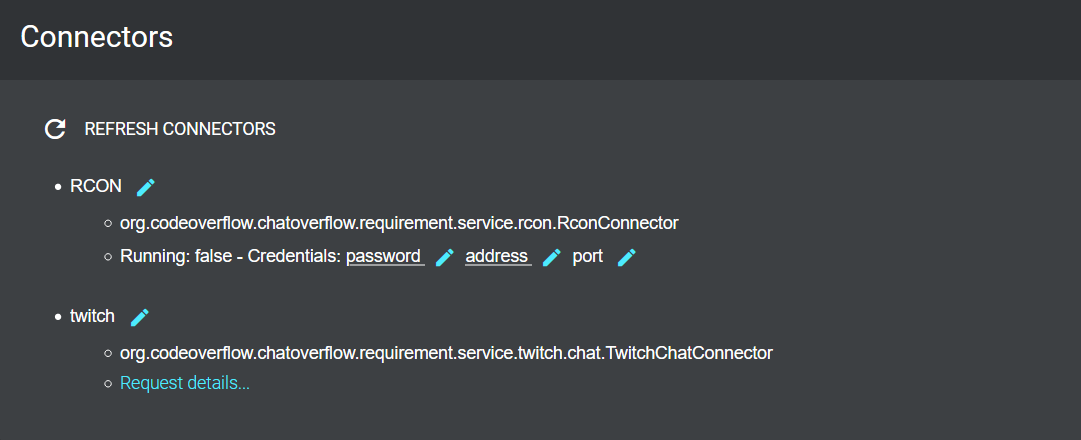 Connectors
REFRESH CONNECTORS
RCON
org.codeoverflow.chatoverflow.requirement.service.rcon.RconConnector
Running: false - Credentials: password address port
twitch
org.codeoverflow.chatoverflow.requirement.service.twitch.chat.TwitchChatConnector
Request details...